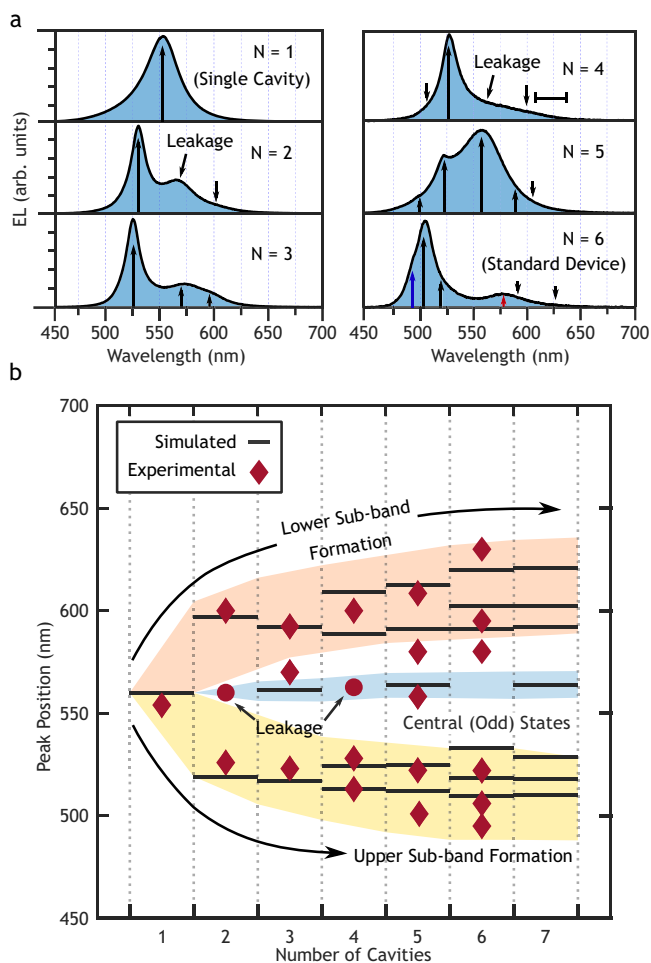 a
EL (arb. units)
N = 1
(Single Cavity)
Leakage
N = 2
N = 3
450 500 550 600 650 700
Wavelength (nm)
Leakage
N = 4
N = 5
N = 6
(Standard Device)
450 500 550 600 650 700
Wavelength (nm)
b
700
650
600
550
500
450
Peak Position (nm)
Simulated
Experimental
Lower Sub-band
Formation
Leakage
Central (Odd) States
Upper Sub-band Formation
1 2 3 4 5 6 7
Number of Cavities